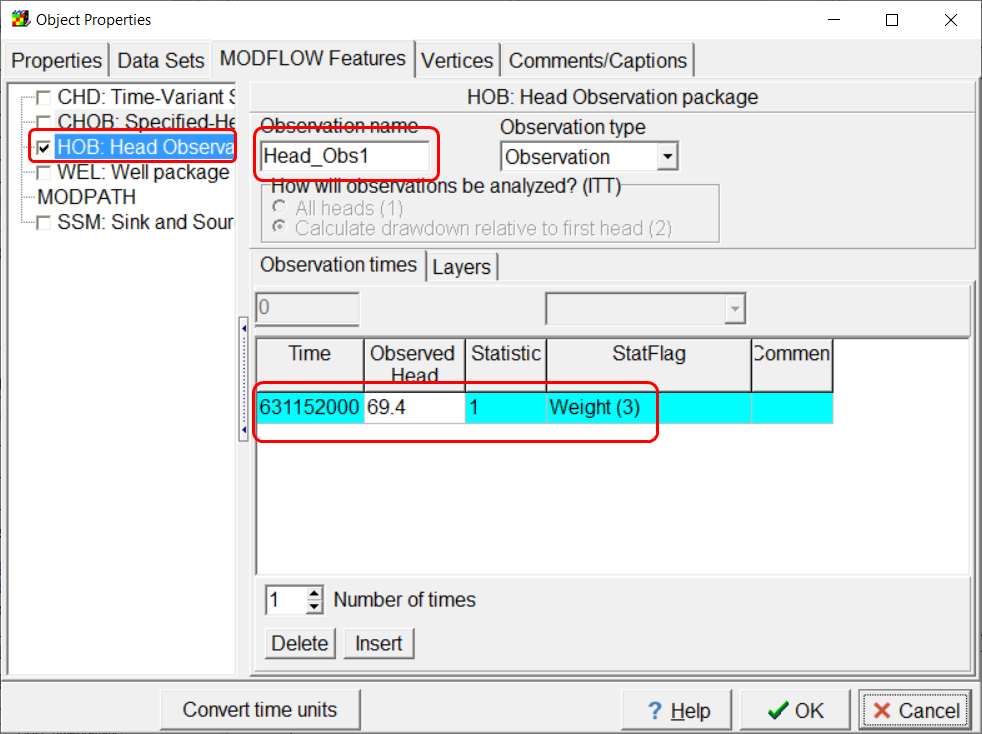 Object Properties
Properties Data Sets MODFLOW Features Vertices Comments/Captions
CHD: Time-Variant S
CHOB: Specified-He
HOB: Head Observa
WEL: Well package
MODPATH
SSM: Sink and Sour
HOB: Head Observation package
Observation name Observation type
Head_Obs1 Observation
How will observations be analyzed? (ITT)
All heads (1)
Calculate drawdown relative to first head (2)
Observation times Layers
0
Time Observed Head Statistic StatFlag Commen
631152000 69.4 1 Weight (3)
1 Number of times
Delete Insert
Convert time units ? Help OK Cancel